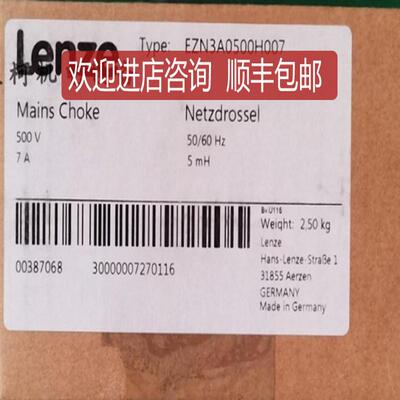 Lenze
Type: EZN3A0500H007
欢迎进店咨询 顺丰包邮
Mains Choke
Netzdrossel
500 V
50/60 Hz
7 A
5 mH
Weight: 2,50 kg
Lenze
Hans-Lenze-Straße 1
31855 Aerzen
GERMANY
Made in Germany
00387068
30000007270116